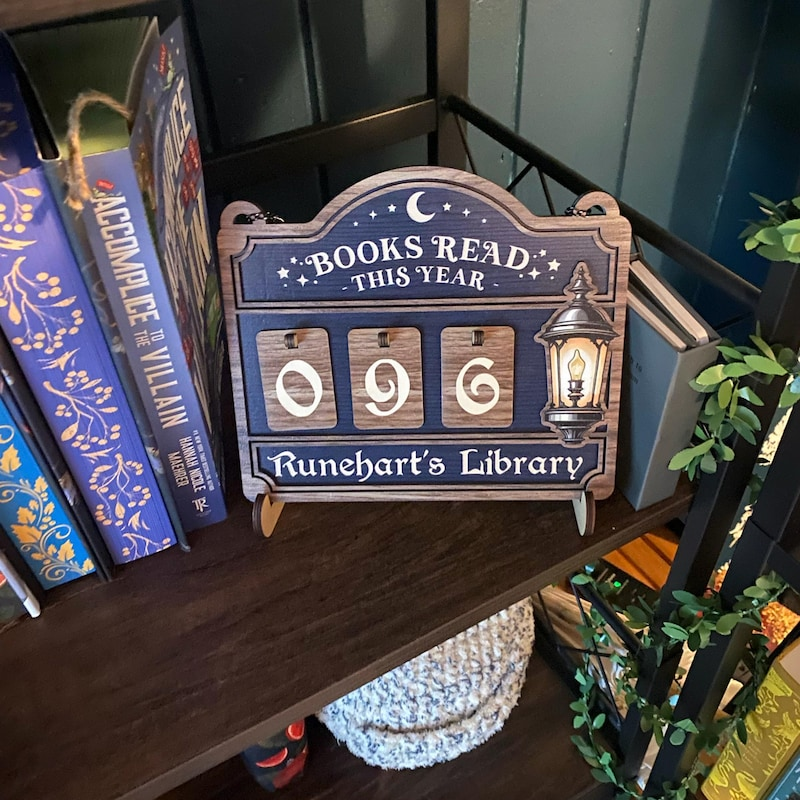 BOOKS READ
- THIS YEAR -
096
Runehart's Library
ACCOMPLICE TO THE VILLAIN
HANNAH NICOLE MAEHRER